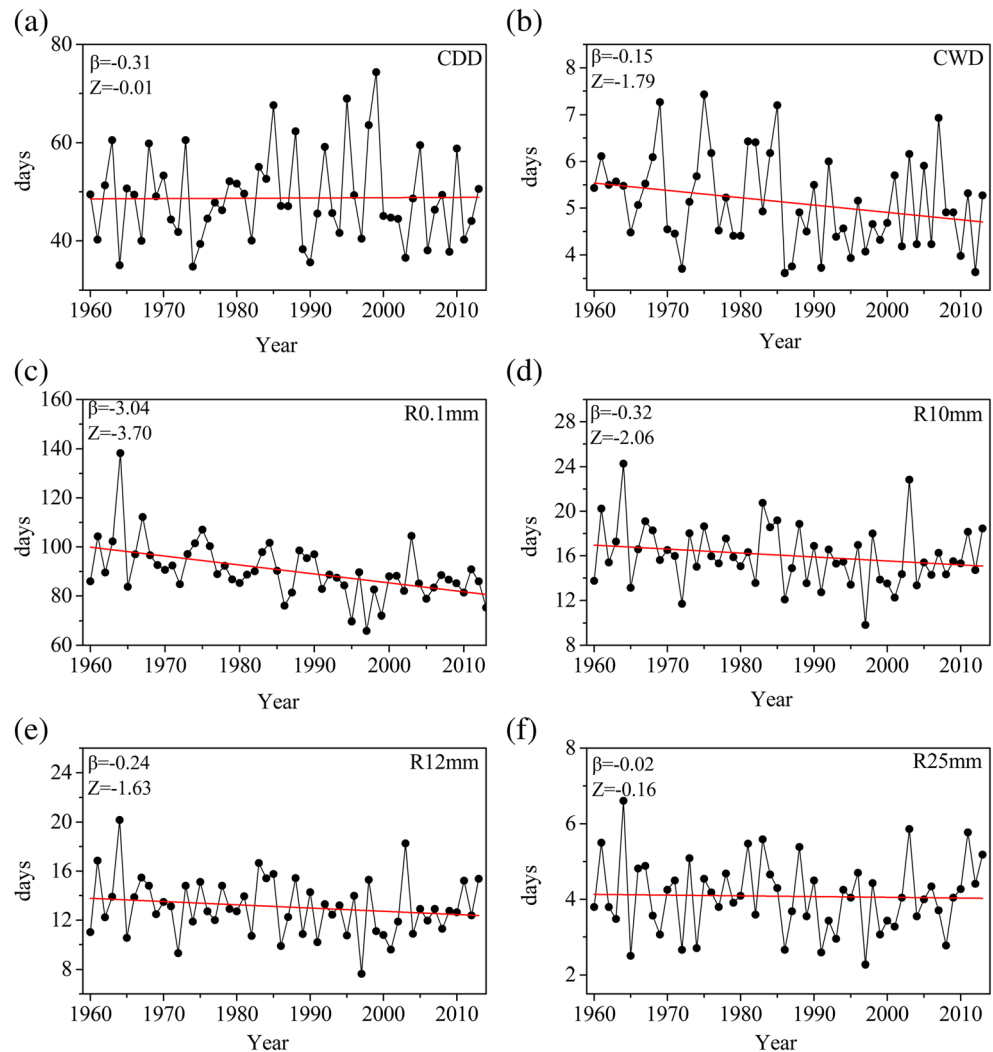 (a)
80
β=-0.31
CDD
Z=-0.01
60
days
40
1960 1970 1980 1990 2000 2010
Year
(b)
8
β=-0.15
CWD
Z=-1.79
7
6
days
5
4
1960 1970 1980 1990 2000 2010
Year
(c)
160
β=-3.04
R0.1mm
Z=-3.70
140
120
days
100
80
60
1960 1970 1980 1990 2000 2010
Year
(d)
28
β=-0.32
R10mm
Z=-2.06
24
20
days
16
12
8
1960 1970 1980 1990 2000 2010
Year
(e)
24
β=-0.24
R12mm
Z=-1.63
20
16
days
12
8
1960 1970 1980 1990 2000 2010
Year
(f)
8
β=-0.02
R25mm
Z=-0.16
6
days
4
2
1960 1970 1980 1990 2000 2010
Year